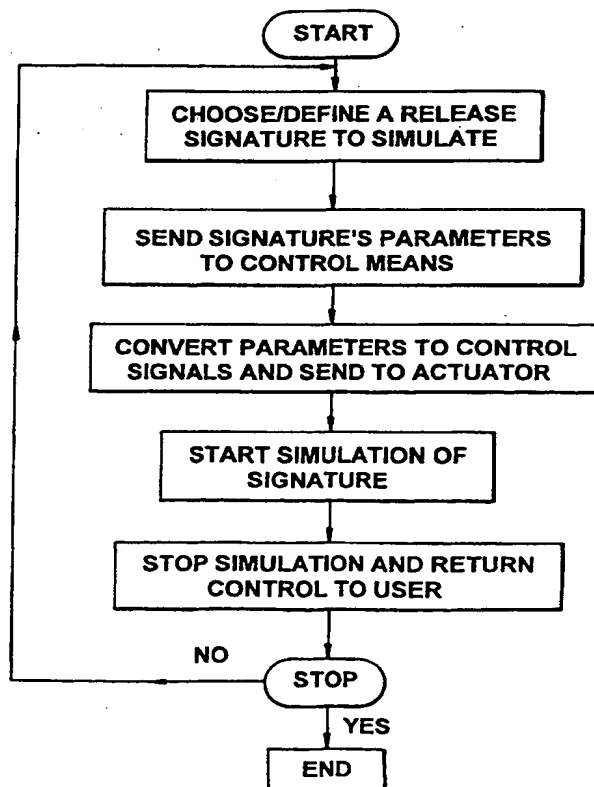 START
CHOOSE/DEFINE A RELEASE
SIGNATURE TO SIMULATE
SEND SIGNATURE'S PARAMETERS
TO CONTROL MEANS
CONVERT PARAMETERS TO CONTROL
SIGNALS AND SEND TO ACTUATOR
START SIMULATION OF
SIGNATURE
STOP SIMULATION AND RETURN
CONTROL TO USER
NO
STOP
YES
END